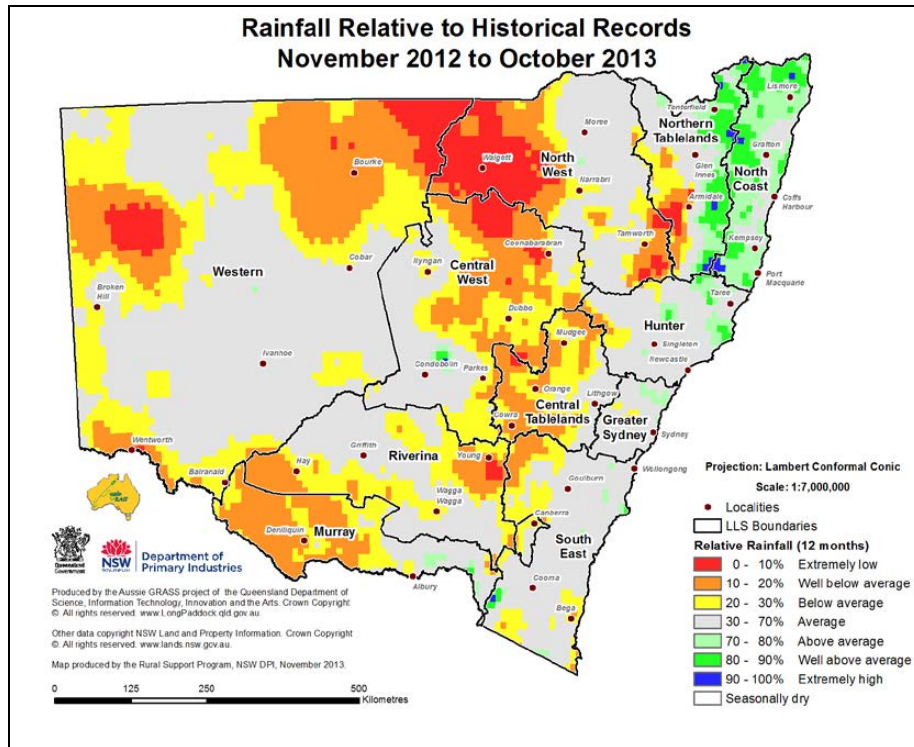 Rainfall Relative to Historical Records
November 2012 to October 2013
Lismore
Tenterfield
Northern
Tablelands
Moree
Grafton
North
Coast
Glen
Innes
Bourke
Walgett
North
West
Narrabri
Armidale
Coffs
Harbour
Tamworth
Kempsey
Coonabarabran
Western
Cobar
Nyngan
Central
West
Port
Macquarie
Taree
Broken
Hill
Dubbo
Hunter
Mudgee
Singleton
Newcastle
Ivanhoe
Condobolin
Parkes
Orange
Lithgow
Central
Tablelands
Greater
Sydney
Sydney
Cowra
Wentworth
Griffith
Riverina
Young
Wollongong
Balranald
Hay
Goulburn
Wagga
Wagga
Canberra
Deniliquin
Murray
South
East
Albury
Cooma
Bega
Projection: Lambert Conformal Conic
Scale: 1:7,000,000
Localities
LLS Boundaries
Relative Rainfall (12 months)
0 - 10% Extremely low
10 - 20% Well below average
20 - 30% Below average
30 - 70% Average
70 - 80% Above average
80 - 90% Well above average
90 - 100% Extremely high
Seasonally dry
Queensland
Government
NSW
Department of
Primary Industries
Produced by the Aussie GRASS project of the Queensland Department of
Science, Information Technology, Innovation and the Arts. Crown Copyright
© All rights reserved. www.LongPaddock.qld.gov.au.
Other data copyright NSW Land and Property Information. Crown Copyright
© All rights reserved. www.lands.nsw.gov.au.
Map produced by the Rural Support Program, NSW DPI, November 2013.
0 125 250 500
Kilometres